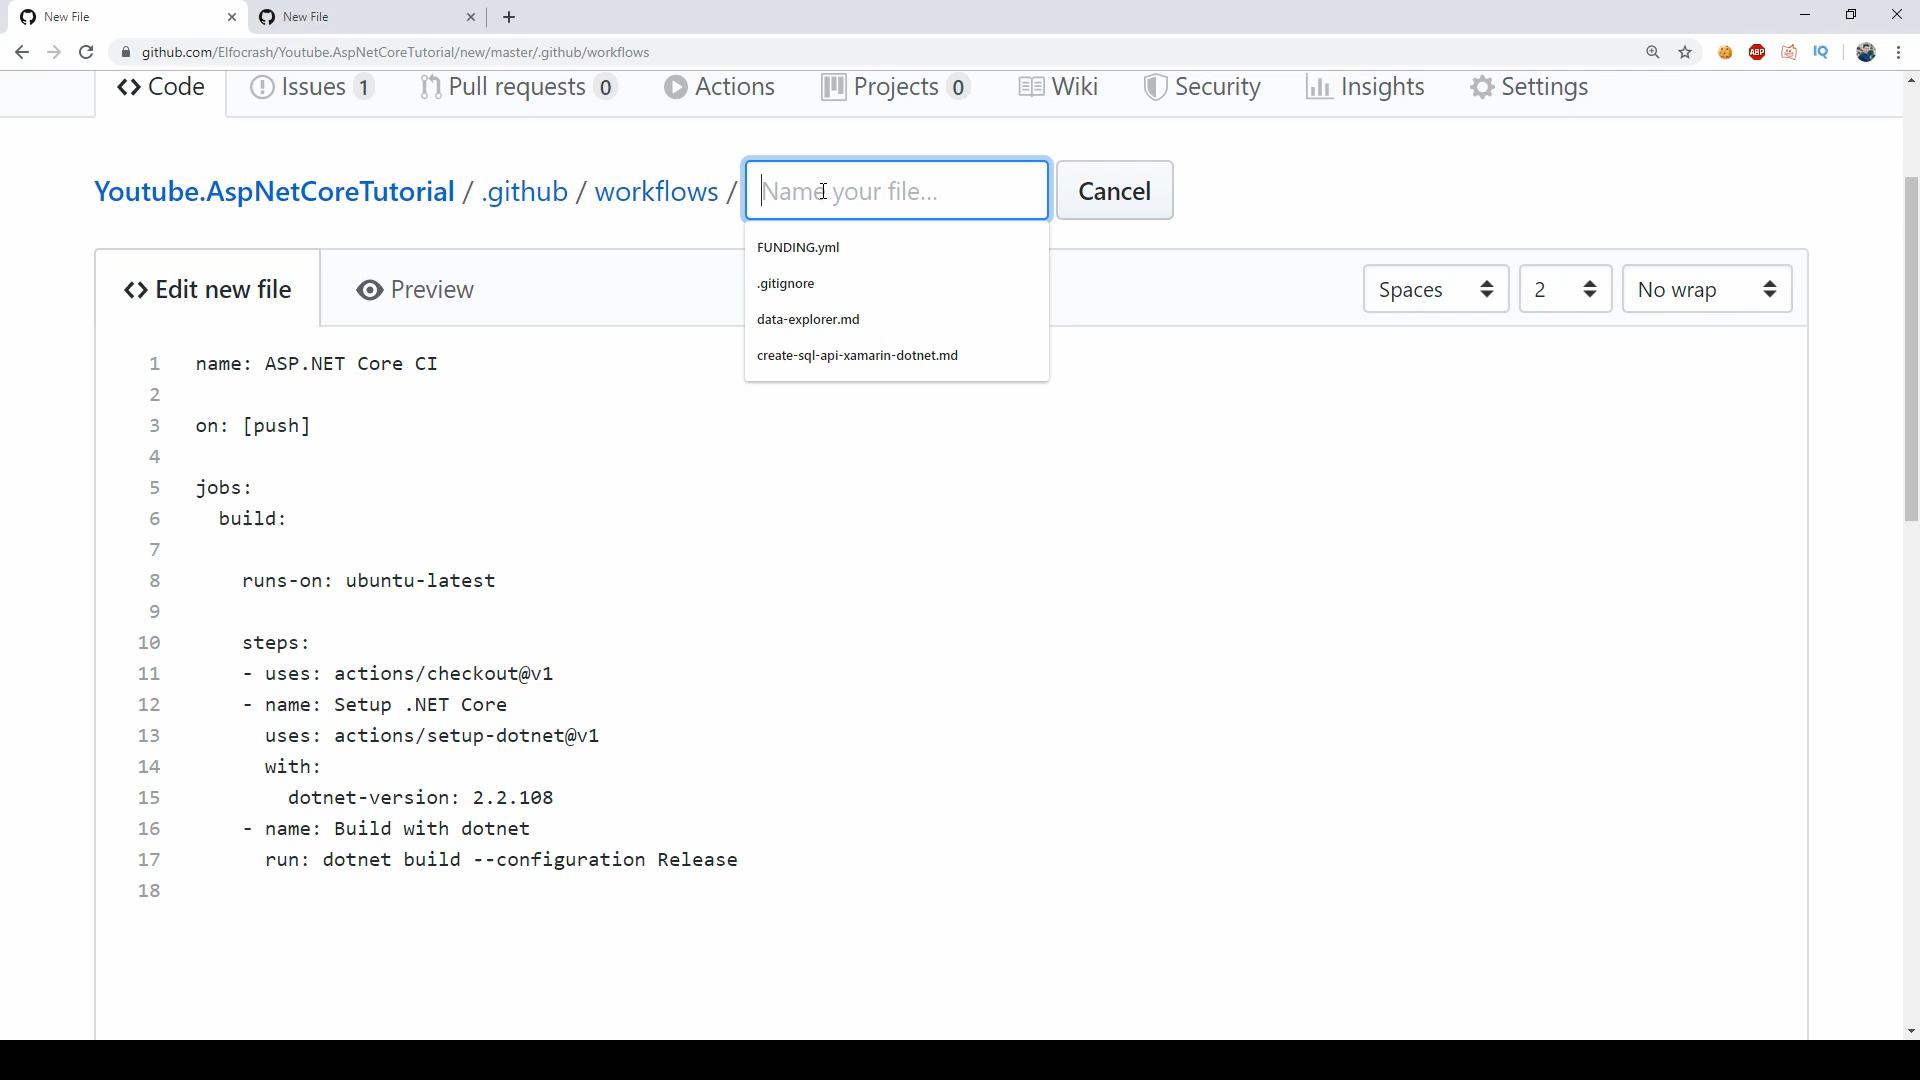 New File
New File
github.com/Elfocrash/Youtube.AspNetCoreTutorial/new/master/.github/workflows
ABP
IQ
Code
Issues 1
Pull requests 0
Actions
Projects 0
Wiki
Security
Insights
Settings
Youtube.AspNetCoreTutorial / .github / workflows /
Name your file...
Cancel
FUNDING.yml
.gitignore
data-explorer.md
create-sql-api-xamarin-dotnet.md
Edit new file
Preview
Spaces
2
No wrap
1 name: ASP.NET Core CI
2
3 on: [push]
4
5 jobs:
6 build:
7
8 runs-on: ubuntu-latest
9
10 steps:
11 - uses: actions/checkout@v1
12 - name: Setup .NET Core
13 uses: actions/setup-dotnet@v1
14 with:
15 dotnet-version: 2.2.108
16 - name: Build with dotnet
17 run: dotnet build --configuration Release
18